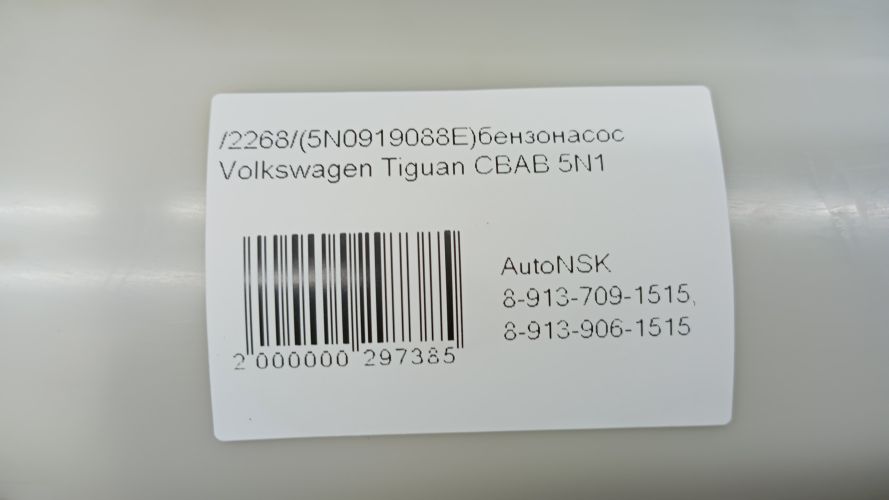 /2268/(5N0919088E)бензонасос
Volkswagen Tiguan CBAB 5N1
AutoNSK
8-913-709-1515,
8-913-906-1515
2 000000 297385